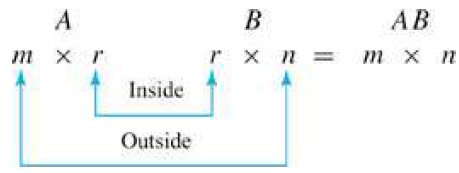 A B AB
m × r r × n = m × n
Inside
Outside